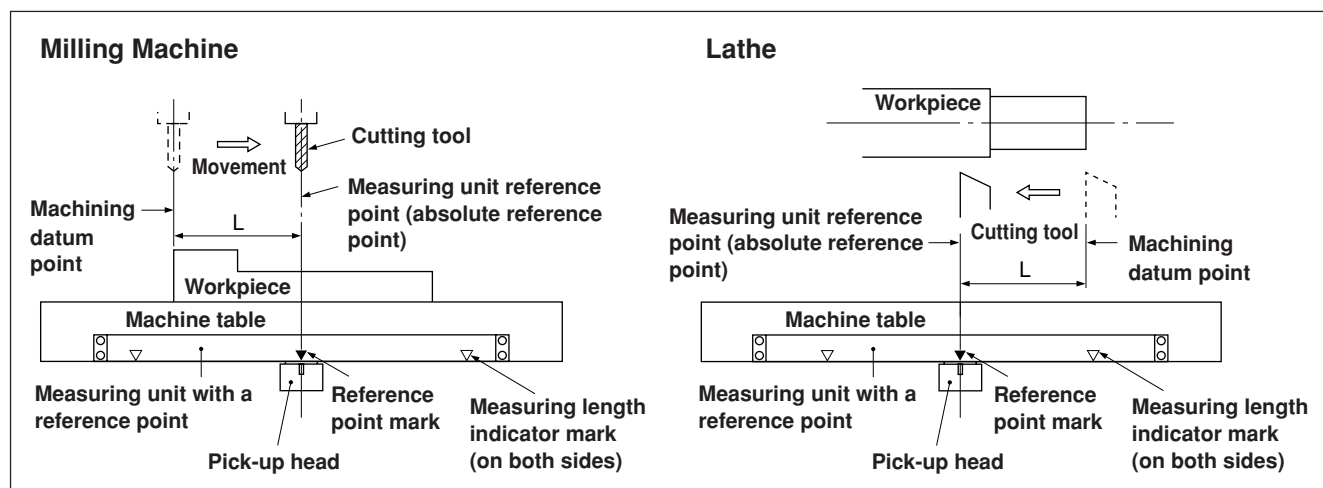 Milling Machine
Cutting tool
Movement
Measuring unit reference
point (absolute reference
point)
Machining
datum
point
L
Workpiece
Machine table
Measuring unit with a
reference point
Pick-up head
Reference
point mark
Measuring length
indicator mark
(on both sides)
Lathe
Workpiece
Measuring unit reference
point (absolute reference
point)
Cutting tool
Machining
datum point
L
Machine table
Measuring unit with a
reference point
Pick-up head
Reference
point mark
Measuring length
indicator mark
(on both sides)